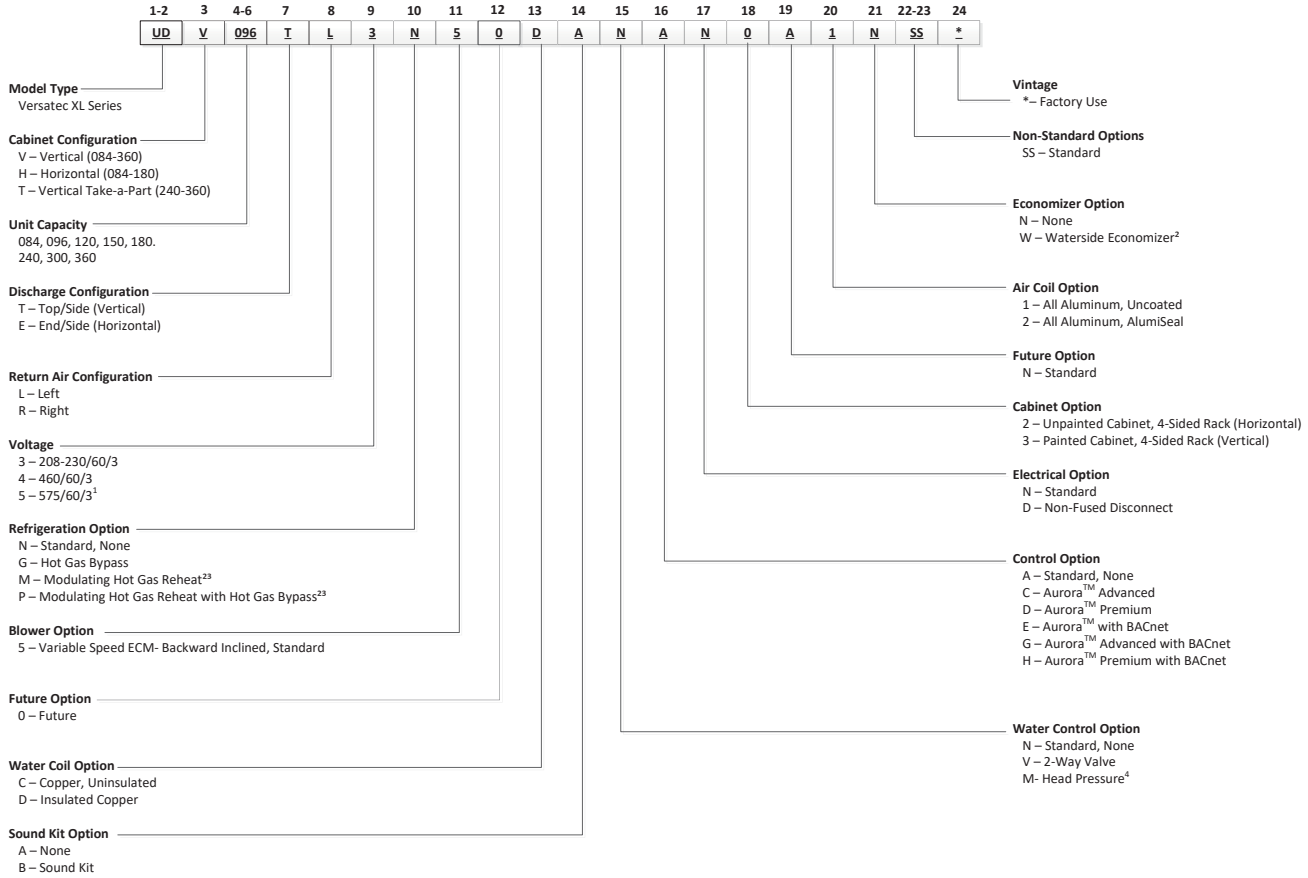 1-2 3 4-6 7 8 9 10 11 12 13 14 15 16 17 18 19 20 21 22-23 24
UD V 096 T L 3 N 5 0 D A N A N 0 A 1 N SS *
Model Type
Versatec XL Series
Cabinet Configuration
V – Vertical (084-360)
H – Horizontal (084-180)
T – Vertical Take-a-Part (240-360)
Unit Capacity
084, 096, 120, 150, 180.
240, 300, 360
Discharge Configuration
T – Top/Side (Vertical)
E – End/Side (Horizontal)
Return Air Configuration
L – Left
R – Right
Voltage
3 – 208-230/60/3
4 – 460/60/3
5 – 575/60/3¹
Refrigeration Option
N – Standard, None
G – Hot Gas Bypass
M – Modulating Hot Gas Reheat²³
P – Modulating Hot Gas Reheat with Hot Gas Bypass²³
Blower Option
5 – Variable Speed ECM- Backward Inclined, Standard
Future Option
0 – Future
Water Coil Option
C – Copper, Uninsulated
D – Insulated Copper
Sound Kit Option
A – None
B – Sound Kit
Vintage
*– Factory Use
Non-Standard Options
SS – Standard
Economizer Option
N – None
W – Waterside Economizer²
Air Coil Option
1 – All Aluminum, Uncoated
2 – All Aluminum, AlumiSeal
Future Option
N – Standard
Cabinet Option
2 – Unpainted Cabinet, 4-Sided Rack (Horizontal)
3 – Painted Cabinet, 4-Sided Rack (Vertical)
Electrical Option
N – Standard
D – Non-Fused Disconnect
Control Option
A – Standard, None
C – Aurora™ Advanced
D – Aurora™ Premium
E – Aurora™ with BACnet
G – Aurora™ Advanced with BACnet
H – Aurora™ Premium with BACnet
Water Control Option
N – Standard, None
V – 2-Way Valve
M- Head Pressure⁴